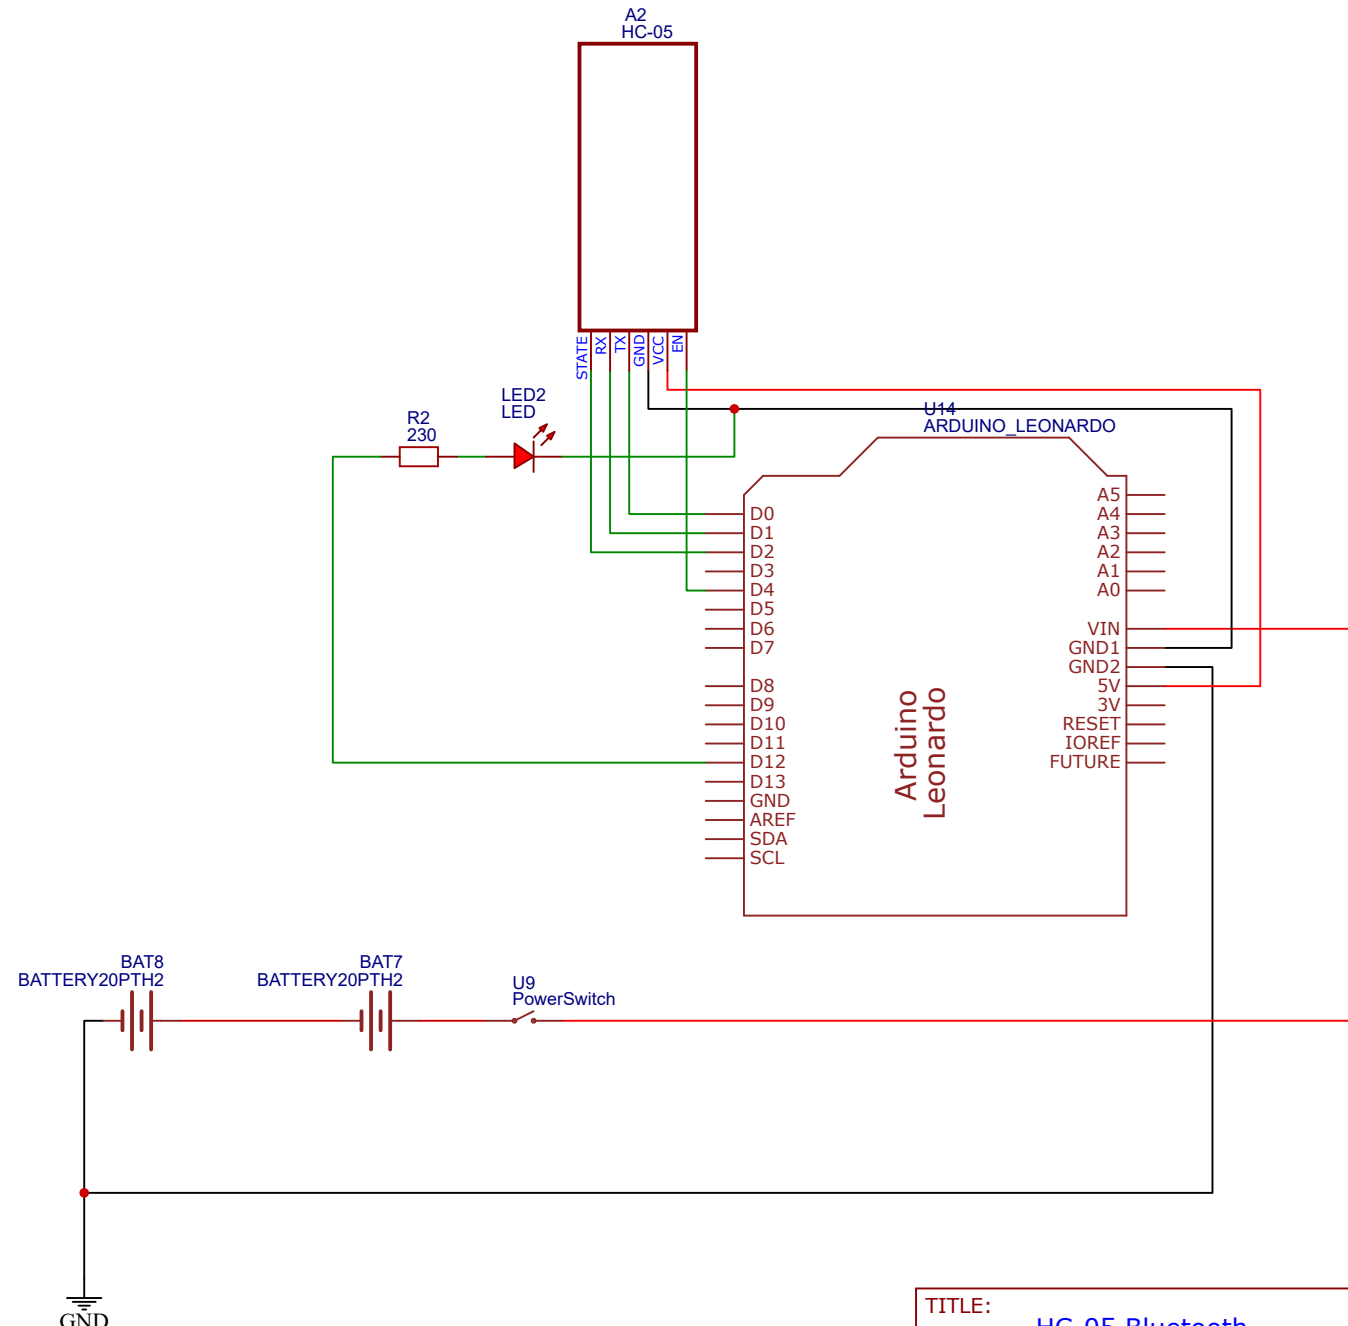 A2
HC-05
STATE
RX
TX
GND
VCC
EN
LED2
LED
R2
230
U14
ARDUINO_LEONARDO
D0
D1
D2
D3
D4
D5
D6
D7
D8
D9
D10
D11
D12
D13
GND
AREF
SDA
SCL
A5
A4
A3
A2
A1
A0
VIN
GND1
GND2
5V
3V
RESET
IOREF
FUTURE
Arduino
Leonardo
BAT8
BATTERY20PTH2
BAT7
BATTERY20PTH2
U9
PowerSwitch
GND
TITLE:
HC-05 Bluetooth